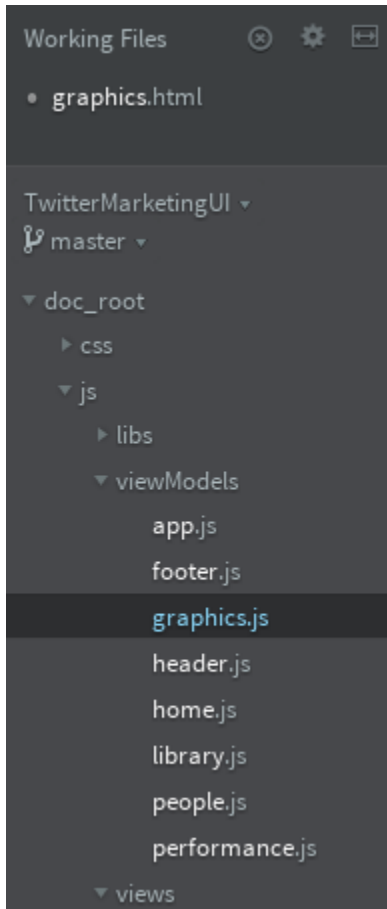 Working Files
graphics.html
TwitterMarketingUI
master
doc_root
css
js
libs
viewModels
app.js
footer.js
graphics.js
header.js
home.js
library.js
people.js
performance.js
views